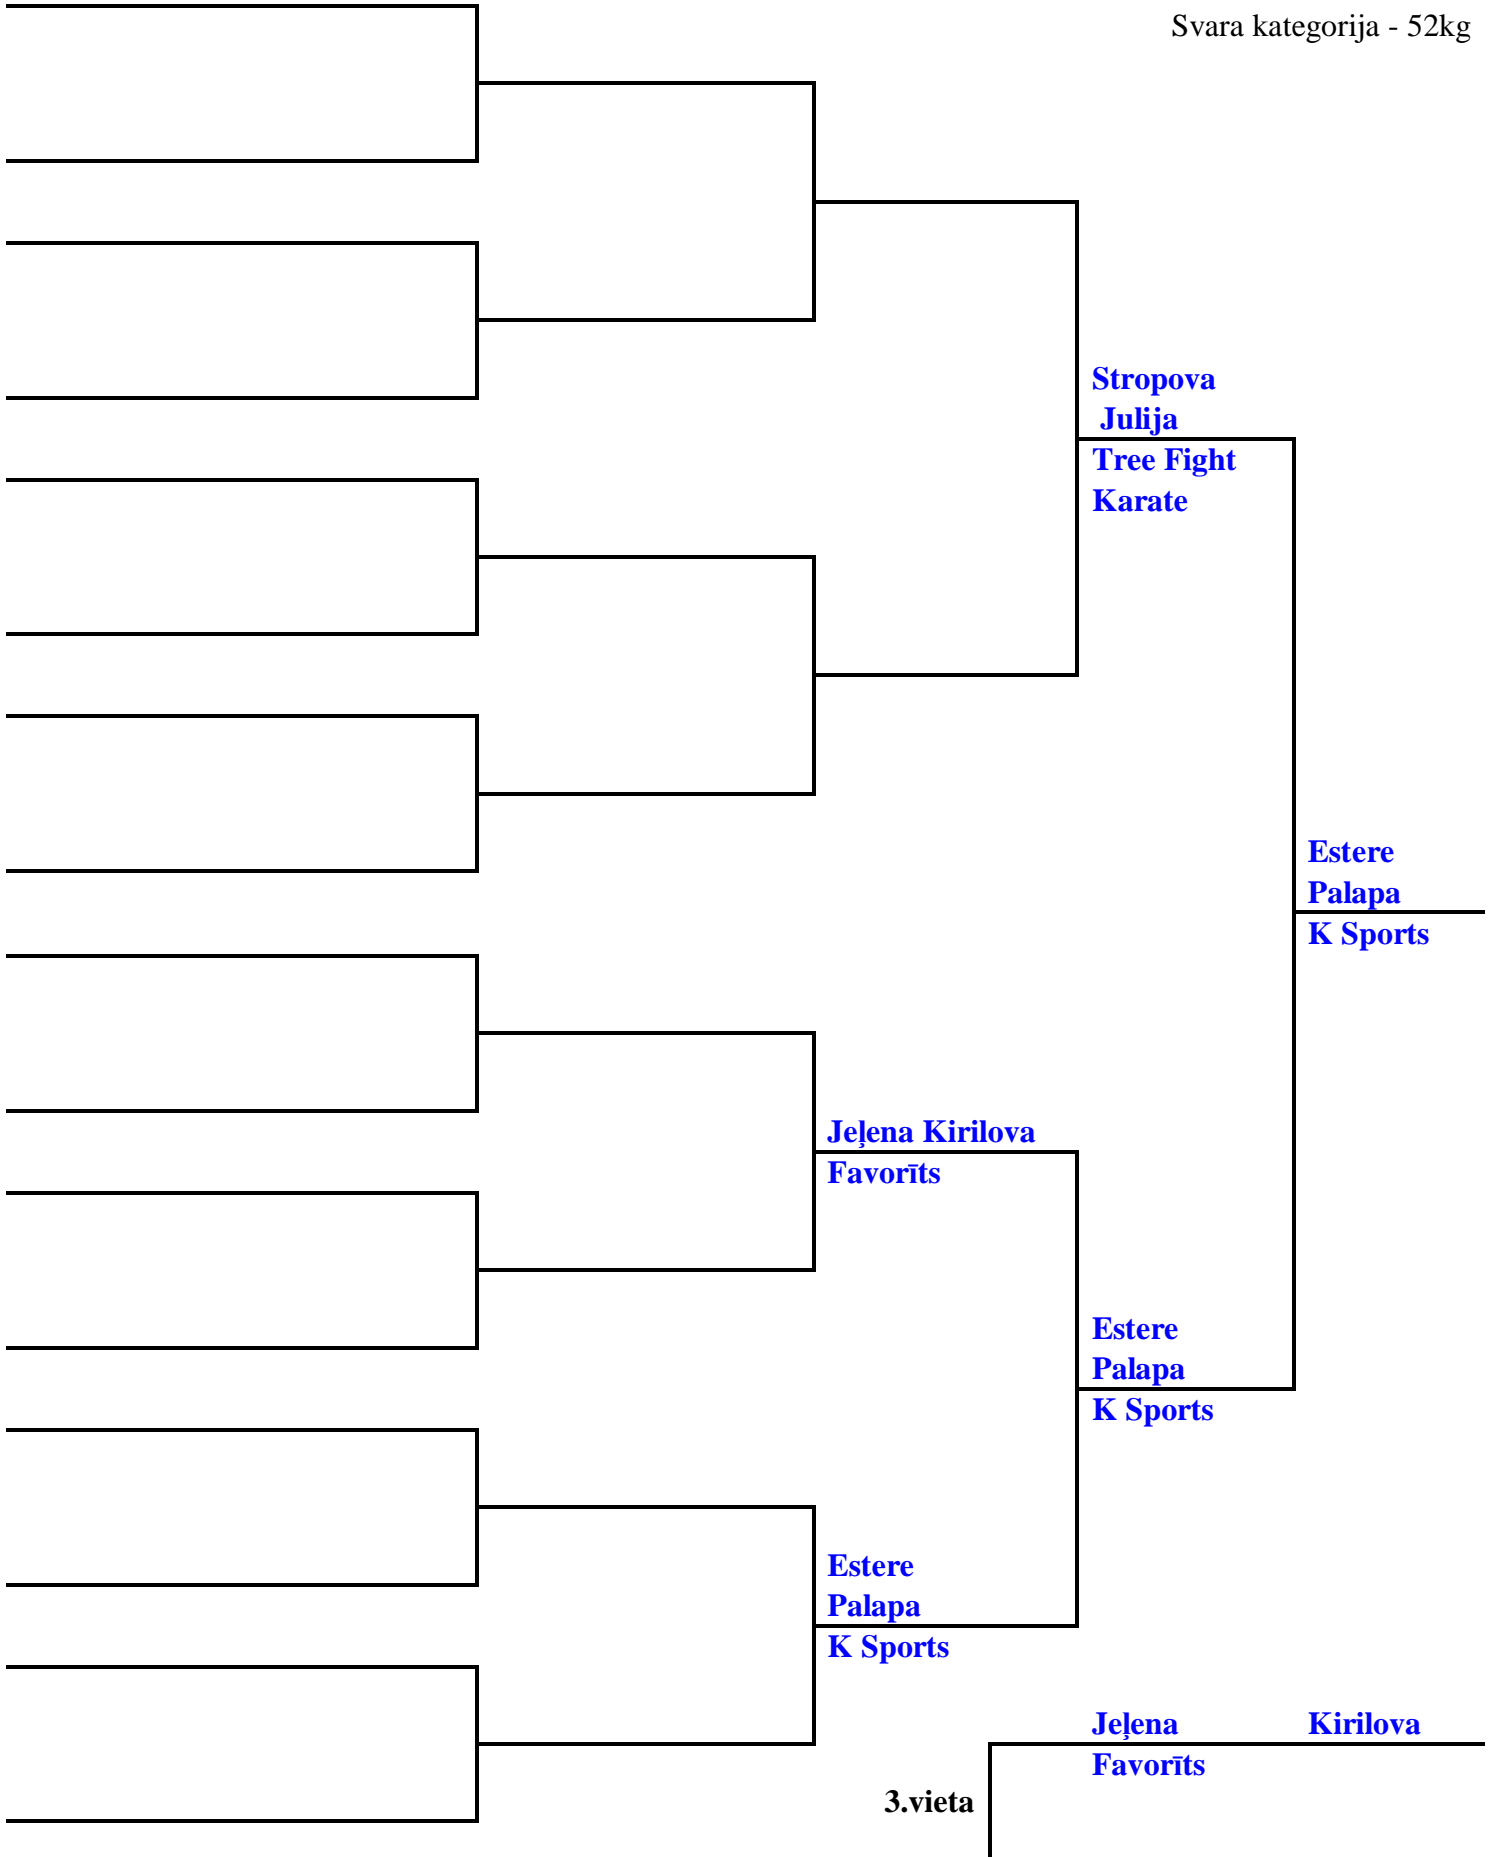 Svara kategorija - 52kg
Stropova
Julija
Tree Fight
Karate
Estere
Palapa
K Sports
Jeļena Kirilova
Favorīts
Estere
Palapa
K Sports
Estere
Palapa
K Sports
Jeļena Kirilova
Favorīts
3.vieta